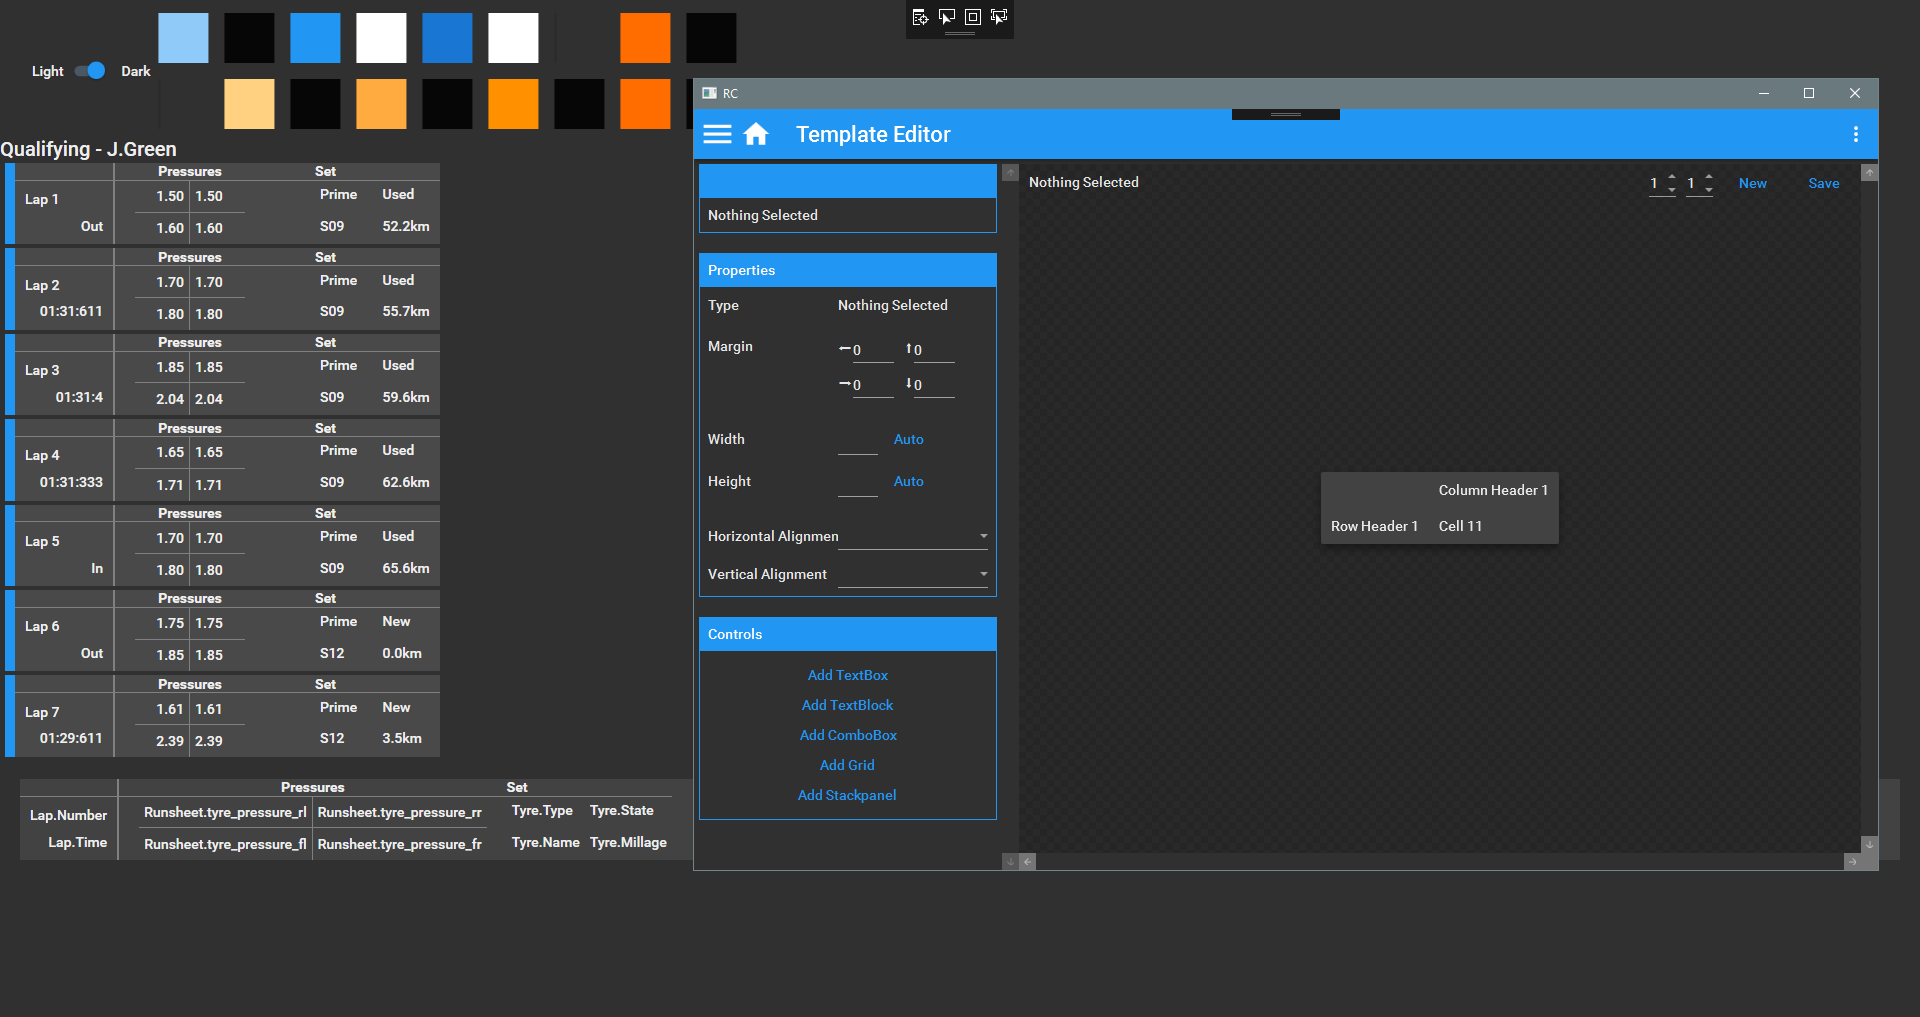 Light Dark
Qualifying - J.Green
Pressures Set
Lap 1 1.50 1.50 Prime Used
Out 1.60 1.60 S09 52.2km
Pressures Set
Lap 2 1.70 1.70 Prime Used
01:31:611 1.80 1.80 S09 55.7km
Pressures Set
Lap 3 1.85 1.85 Prime Used
01:31:4 2.04 2.04 S09 59.6km
Pressures Set
Lap 4 1.65 1.65 Prime Used
01:31:333 1.71 1.71 S09 62.6km
Pressures Set
Lap 5 1.70 1.70 Prime Used
In 1.80 1.80 S09 65.6km
Pressures Set
Lap 6 1.75 1.75 Prime New
Out 1.85 1.85 S12 0.0km
Pressures Set
Lap 7 1.61 1.61 Prime New
01:29:611 2.39 2.39 S12 3.5km
Pressures Set
Lap.Number Runsheet.tyre_pressure_rl Runsheet.tyre_pressure_rr Tyre.Type Tyre.State
Lap.Time Runsheet.tyre_pressure_fl Runsheet.tyre_pressure_fr Tyre.Name Tyre.Millage
RC
Template Editor
Nothing Selected
Properties
Type Nothing Selected
Margin 0 0
0 0
Width Auto
Height Auto
Horizontal Alignmen
Vertical Alignment
Controls
Add TextBox
Add TextBlock
Add ComboBox
Add Grid
Add Stackpanel
Nothing Selected 1 1 New Save
Column Header 1
Row Header 1 Cell 11